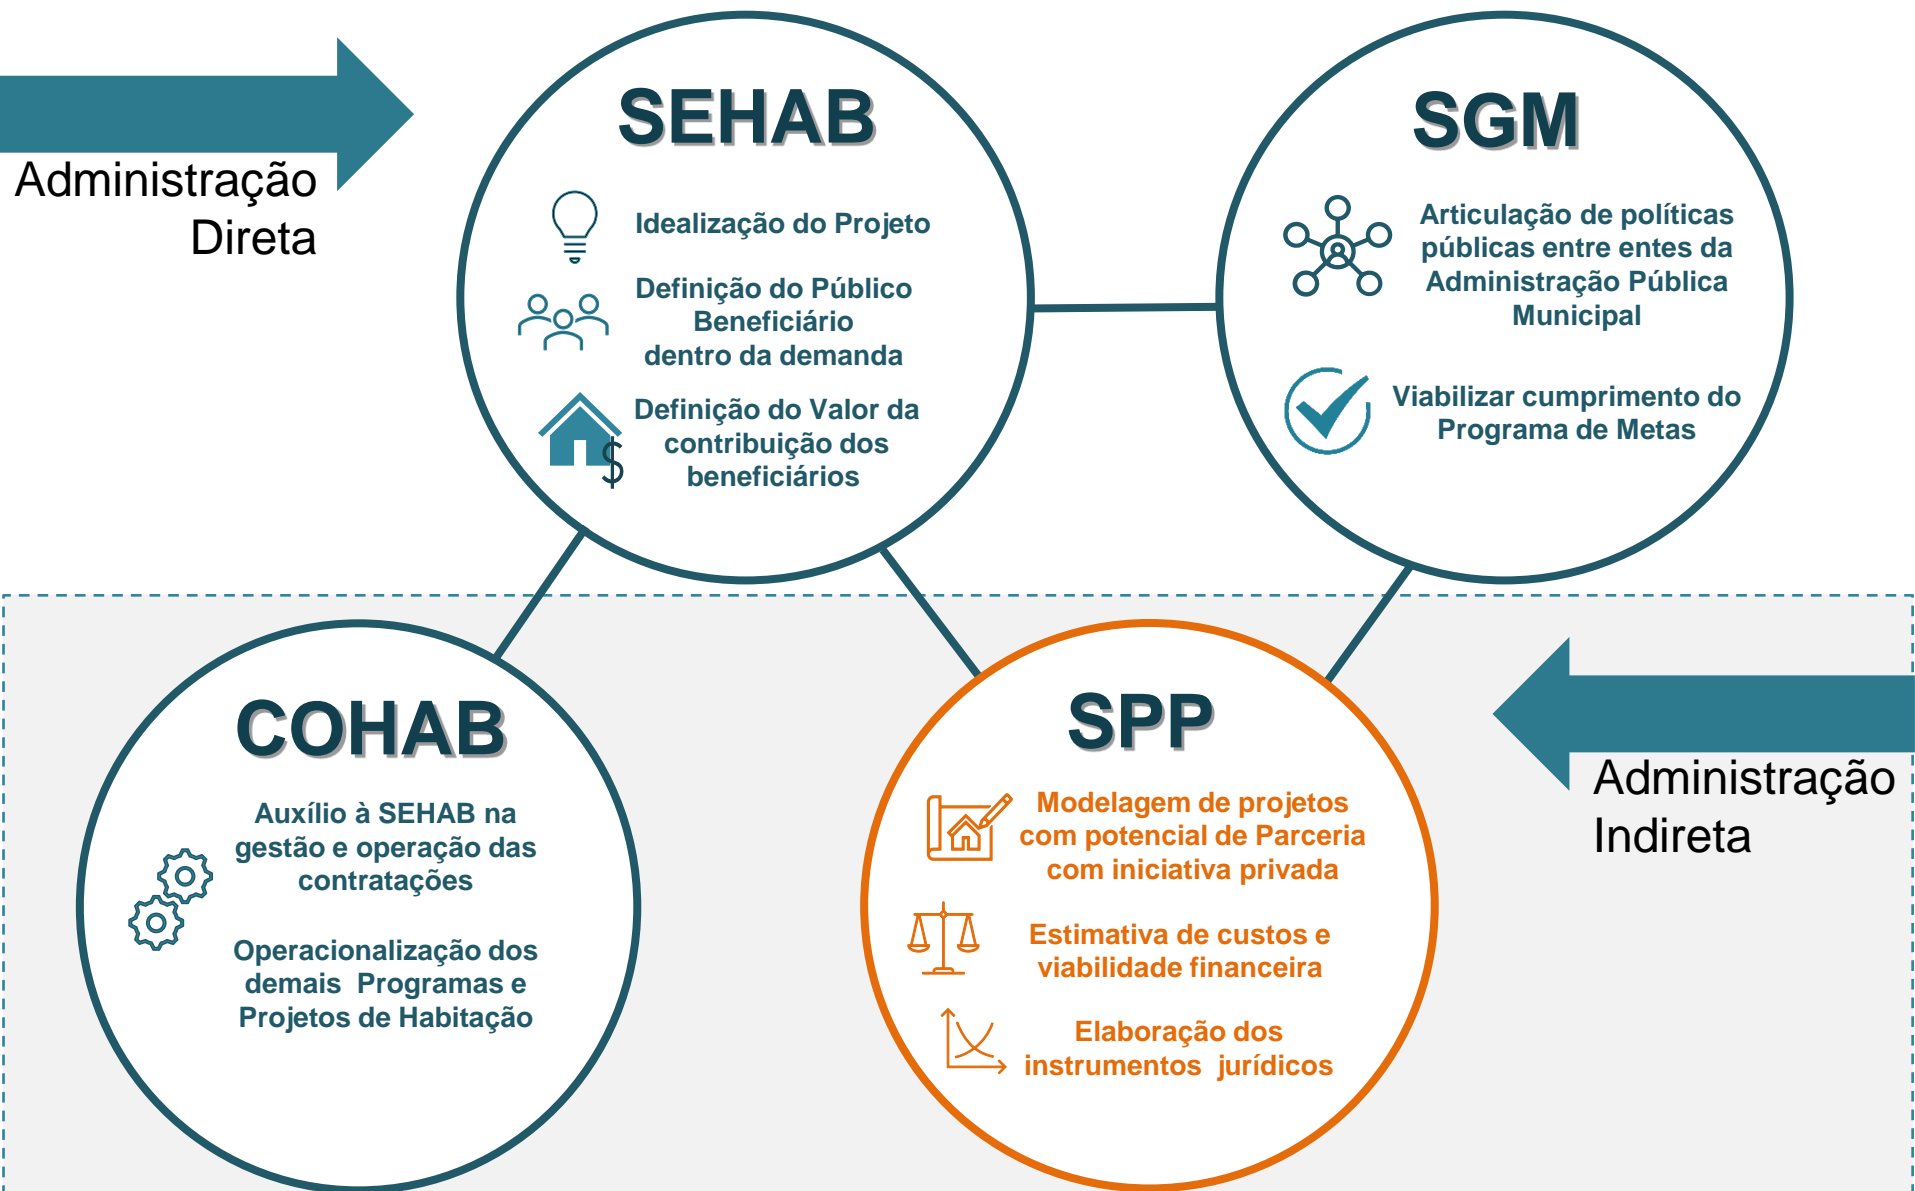 Administração
Direta
SEHAB
Idealização do Projeto
Definição do Público
Beneficiário
dentro da demanda
Definição do Valor da
contribuição dos
beneficiários
$
SGM
Articulação de políticas
públicas entre entes da
Administração Pública
Municipal
Viabilizar cumprimento do
Programa de Metas
COHAB
Auxílio à SEHAB na
gestão e operação das
contratações
Operacionalização dos
demais  Programas e
Projetos de Habitação
SPP
Modelagem de projetos
com potencial de Parceria
com iniciativa privada
Estimativa de custos e
viabilidade financeira
Elaboração dos
instrumentos  jurídicos
Administração
Indireta